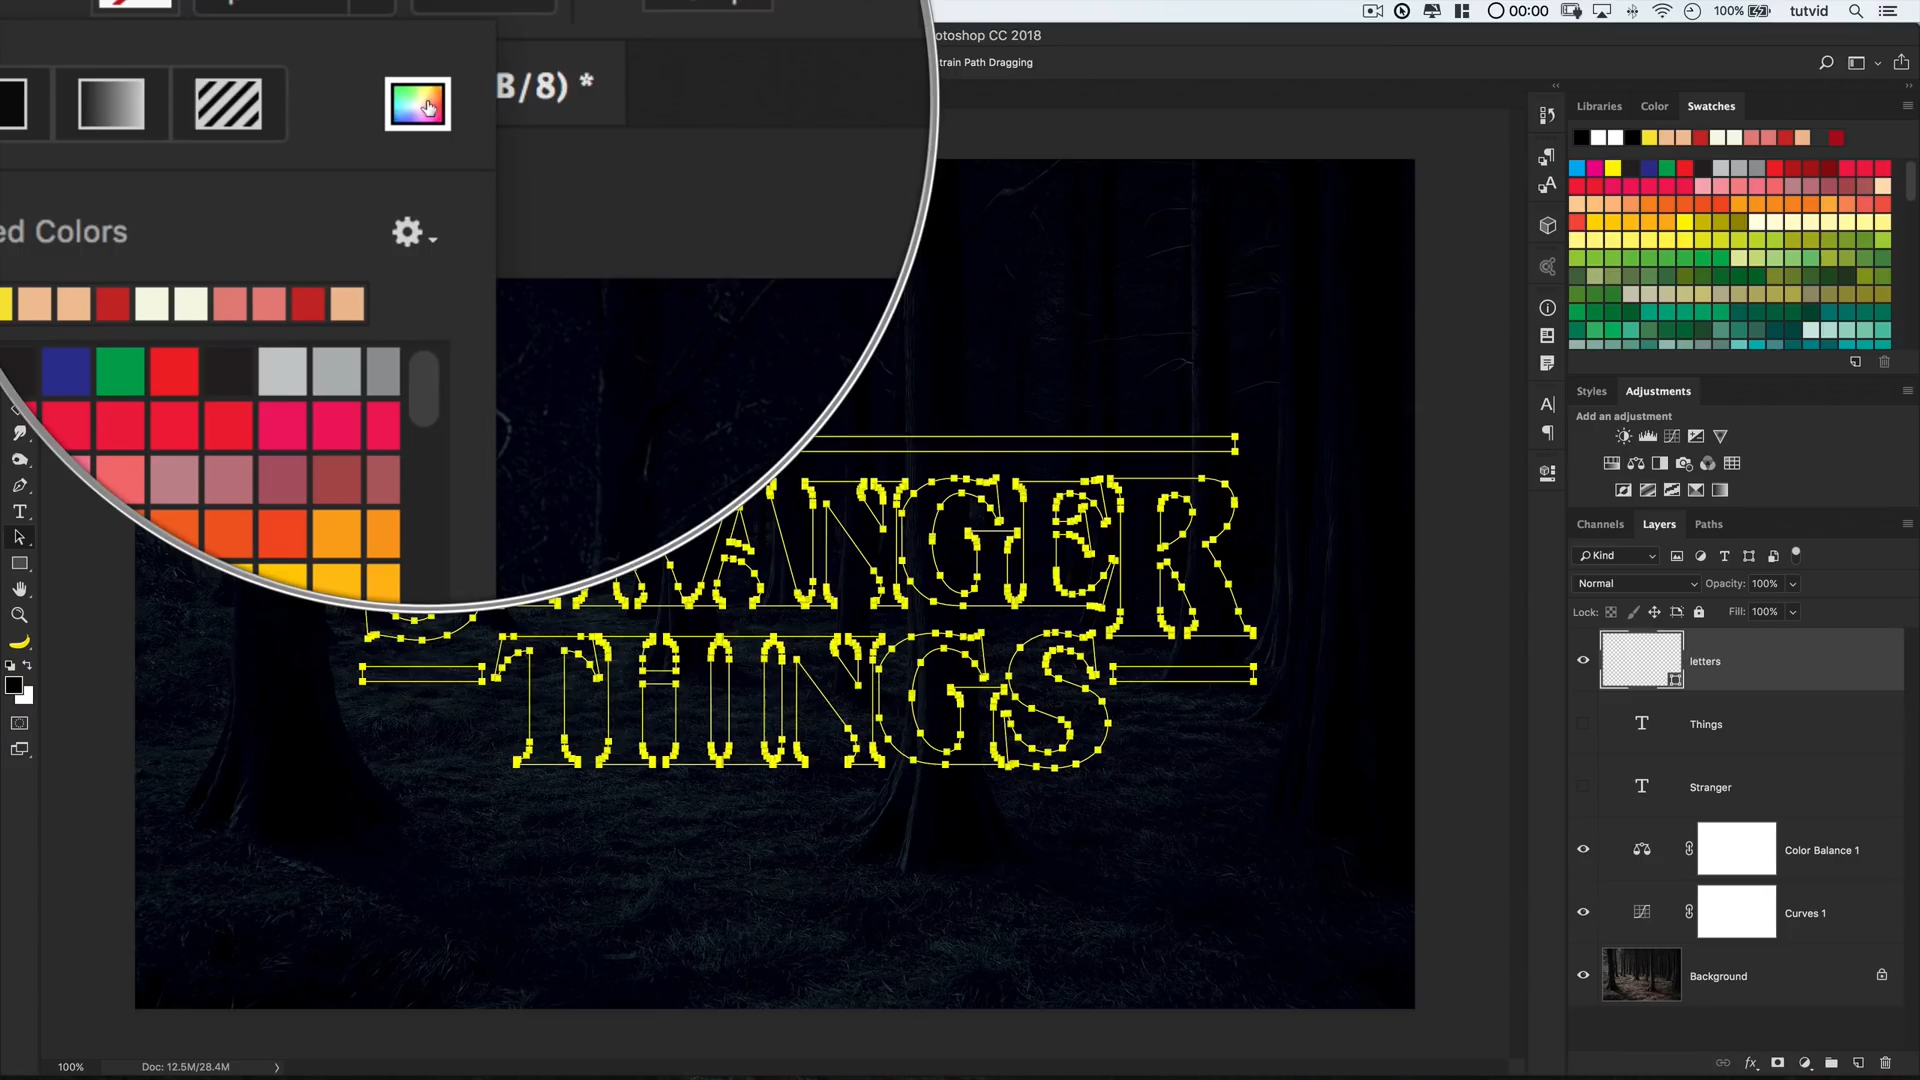 00:00
100%
tutvid
otoshop CC 2018
strain Path Dragging
B/8) *
ed Colors
Libraries
Color
Swatches
Styles
Adjustments
Add an adjustment
Channels
Layers
Paths
Kind
Normal
Opacity: 100%
Lock:
Fill: 100%
letters
Things
Stranger
Color Balance 1
Curves 1
Background
ANGER
THINGS
100%
Doc: 12.5M/28.4M